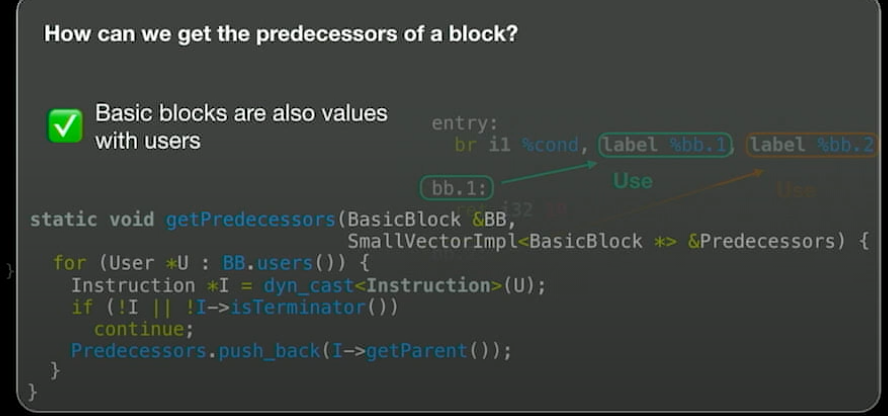 How can we get the predecessors of a block?
✅ Basic blocks are also values
with users
entry:
br i1 %cond, label %bb.1, label %bb.2
Use
Use
bb.1:
ret i32
static void getPredecessors(BasicBlock &BB,
SmallVectorImpl<BasicBlock *> &Predecessors) {
for (User *U : BB.users()) {
Instruction *I = dyn_cast<Instruction>(U);
if (!I || !I->isTerminator())
continue;
Predecessors.push_back(I->getParent());
}
}
}